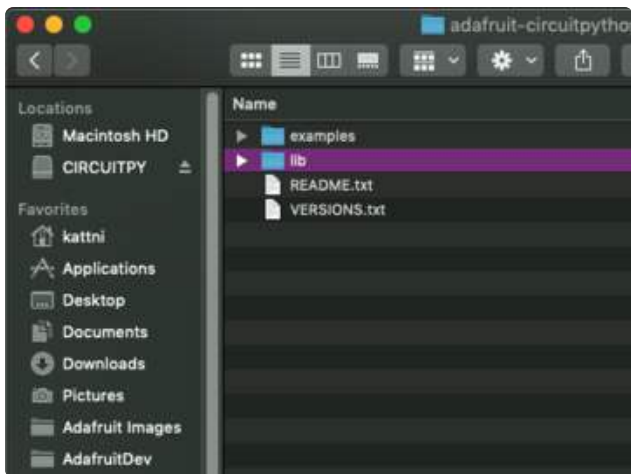 adafruit-circuitpytho
Locations
Macintosh HD
CIRCUITPY
Favorites
kattni
Applications
Desktop
Documents
Downloads
Pictures
Adafruit Images
AdafruitDev
Name
examples
lib
README.txt
VERSIONS.txt